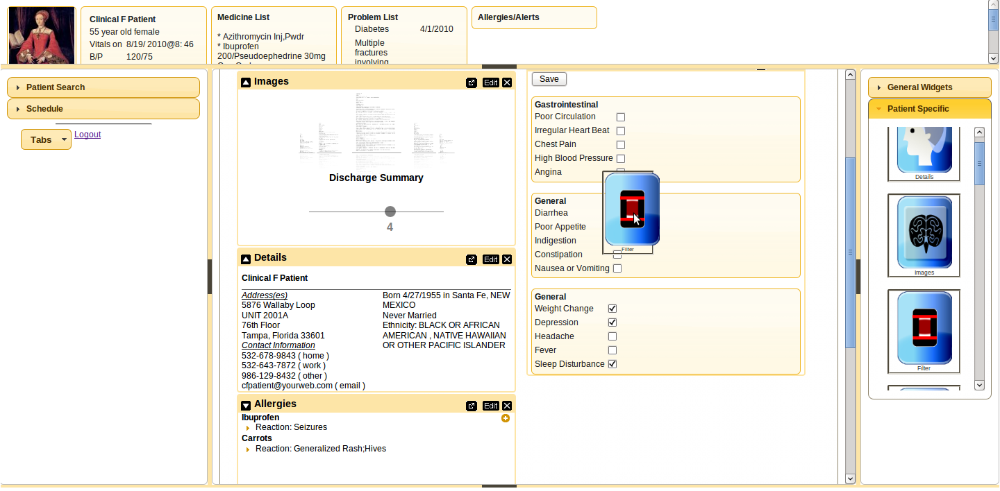 Clinical F Patient
55 year old female
Vitals on 8/19/ 2010@8: 46
B/P 120/75
Medicine List
* Azithromycin Inj,Pwdr
* Ibuprofen
200/Pseudoephedrine 30mg
Problem List
Diabetes 4/1/2010
Multiple
fractures
involving
Allergies/Alerts
Patient Search
Schedule
Tabs
Logout
Images
Edit
Discharge Summary
4
Details
Edit
Clinical F Patient
Address(es)
5876 Wallaby Loop
UNIT 2001A
76th Floor
Tampa, Florida 33601
Contact Information
532-678-9843 ( home )
532-643-7872 ( work )
986-129-8432 ( other )
cfpatient@yourweb.com ( email )
Born 4/27/1955 in Santa Fe, NEW
MEXICO
Never Married
Ethnicity: BLACK OR AFRICAN
AMERICAN , NATIVE HAWAIIAN
OR OTHER PACIFIC ISLANDER
Allergies
Edit
Ibuprofen
Reaction: Seizures
Carrots
Reaction: Generalized Rash;Hives
Save
Gastrointestinal
Poor Circulation
Irregular Heart Beat
Chest Pain
High Blood Pressure
Angina
General
Diarrhea
Poor Appetite
Indigestion
Constipation
Nausea or Vomiting
Filter
General
Weight Change
Depression
Headache
Fever
Sleep Disturbance
General Widgets
Patient Specific
Details
Images
Filter